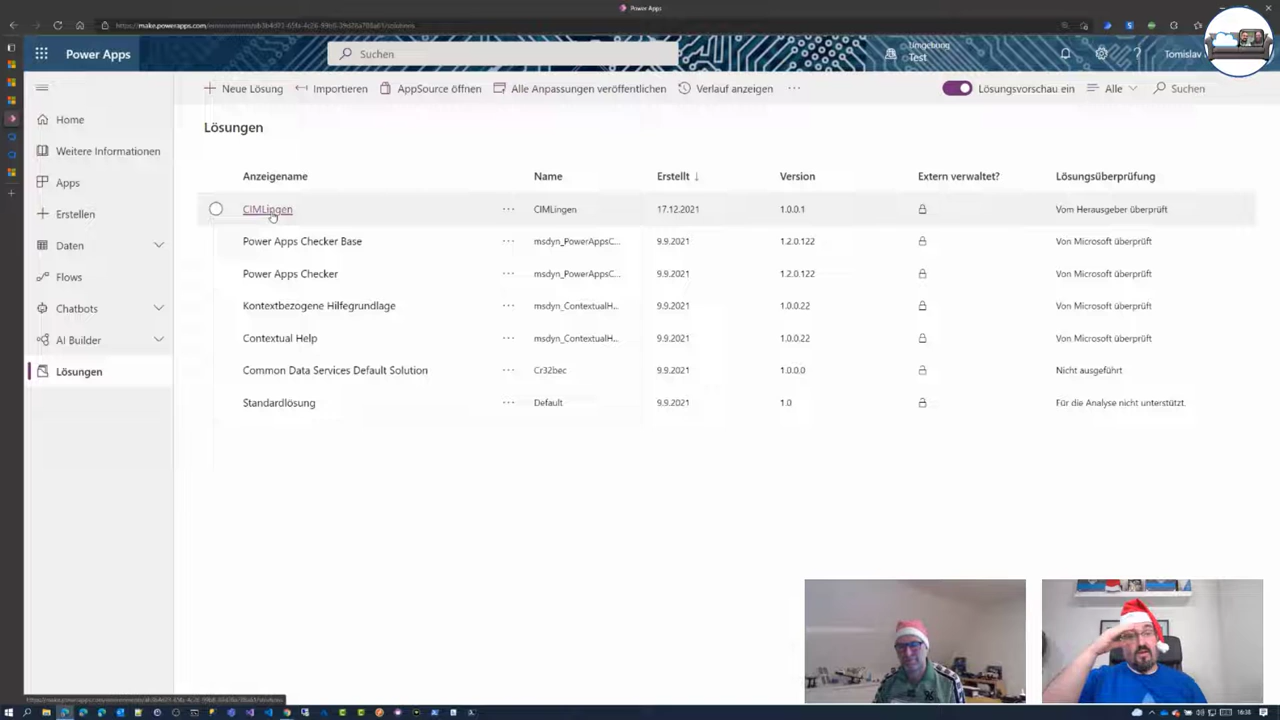 Power Apps
Power Apps
Suchen
Umgebung
Test
Tomislav
Neue Lösung
Importieren
AppSource öffnen
Alle Anpassungen veröffentlichen
Verlauf anzeigen
Lösungsvorschau ein
Alle
Suchen
Home
Weitere Informationen
Apps
Erstellen
Daten
Flows
Chatbots
AI Builder
Lösungen
Lösungen
Anzeigename Name Erstellt ↓ Version Extern verwaltet? Lösungsüberprüfung
CIMLingen ··· CIMLingen 17.12.2021 1.0.0.1 Vom Herausgeber überprüft
Power Apps Checker Base ··· msdyn_PowerAppsC... 9.9.2021 1.2.0.122 Von Microsoft überprüft
Power Apps Checker ··· msdyn_PowerAppsC... 9.9.2021 1.2.0.122 Von Microsoft überprüft
Kontextbezogene Hilfegrundlage ··· msdyn_ContextualH... 9.9.2021 1.0.0.22 Von Microsoft überprüft
Contextual Help ··· msdyn_ContextualH... 9.9.2021 1.0.0.22 Von Microsoft überprüft
Common Data Services Default Solution ··· Cr32bec 9.9.2021 1.0.0.0 Nicht ausgeführt
Standardlösung ··· Default 9.9.2021 1.0 Für die Analyse nicht unterstützt.
16:38